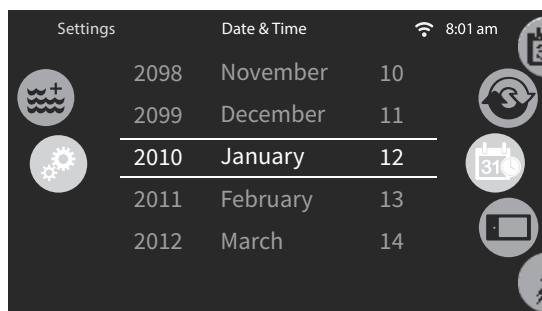 Settings Date & Time 8:01 am
2098 November 10
2099 December 11
2010 January 12
2011 February 13
2012 March 14
31